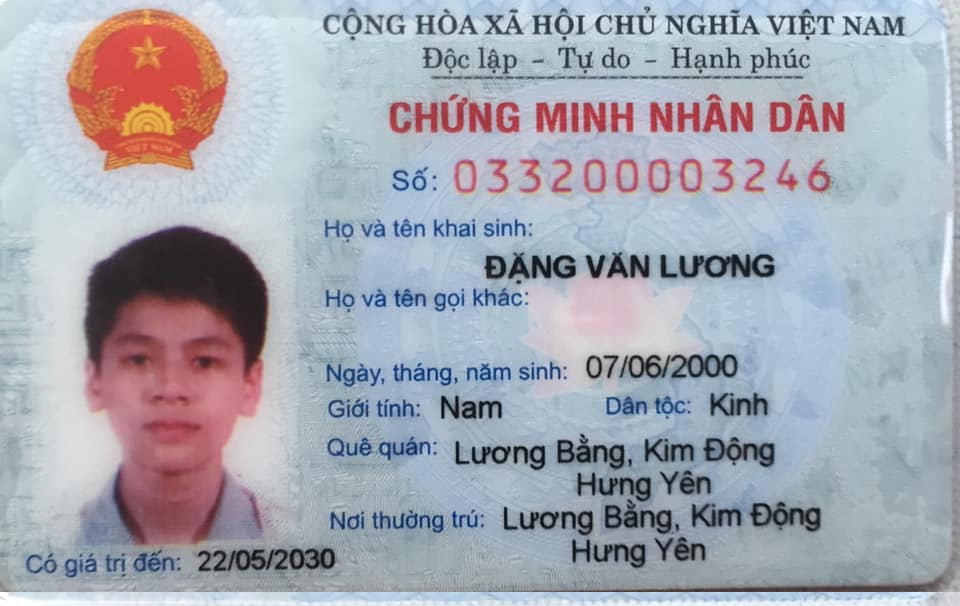 CỘNG HÒA XÃ HỘI CHỦ NGHĨA VIỆT NAM
Độc lập - Tự do - Hạnh phúc
CHỨNG MINH NHÂN DÂN
Số: 033200003246
Họ và tên khai sinh:
ĐẶNG VĂN LƯƠNG
Họ và tên gọi khác:
Ngày, tháng, năm sinh: 07/06/2000
Giới tính: Nam Dân tộc: Kinh
Quê quán: Lương Bằng, Kim Động
Hưng Yên
Nơi thường trú: Lương Bằng, Kim Động
Hưng Yên
Có giá trị đến: 22/05/2030